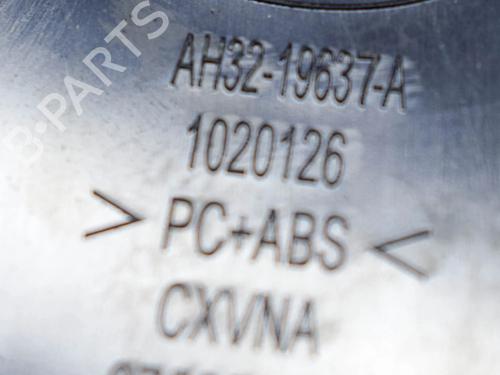 B-PARTS
AH32-19637-A
1020126
> PC+ABS <
CXVNA